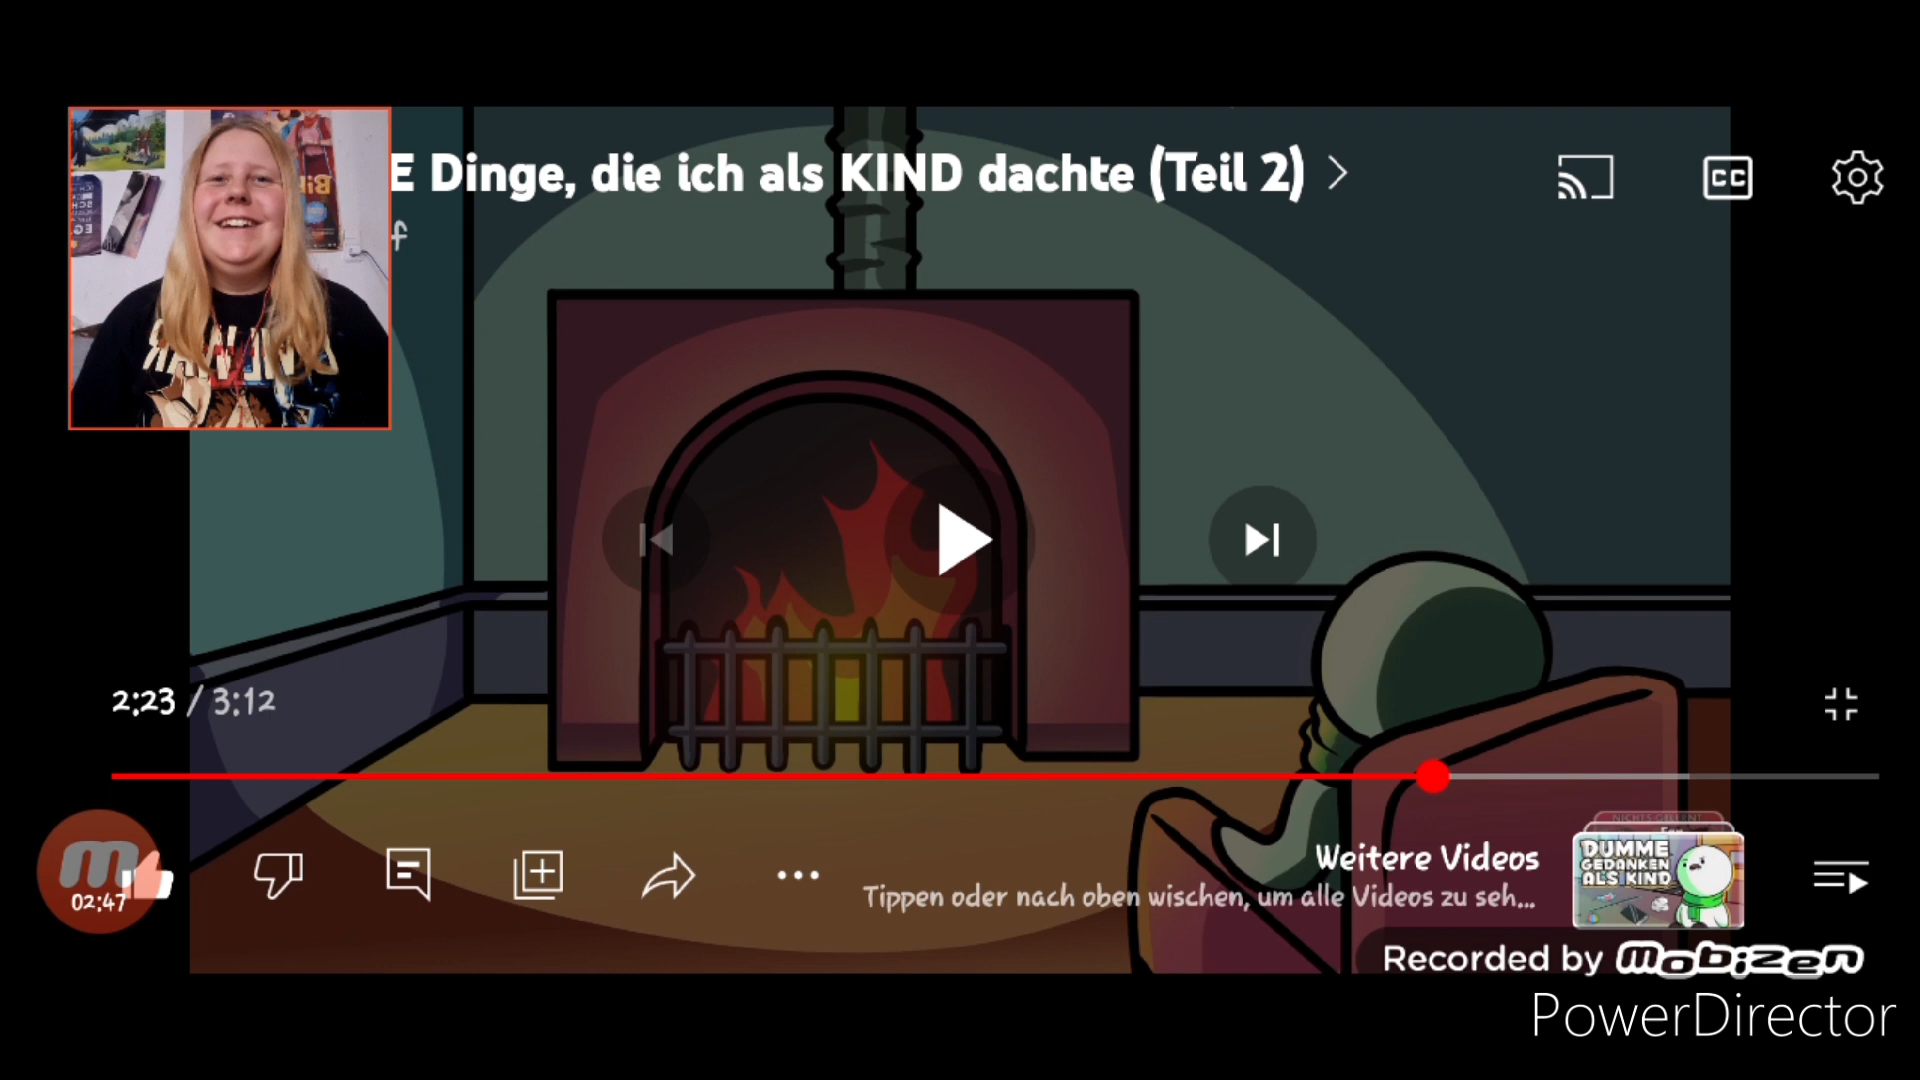 E Dinge, die ich als KIND dachte (Teil 2)
f
CC
2:23 / 3:12
02:47
Weitere Videos
Tippen oder nach oben wischen, um alle Videos zu seh...
DUMME
GEDANKEN
ALS KIND
Recorded by mobizen
PowerDirector